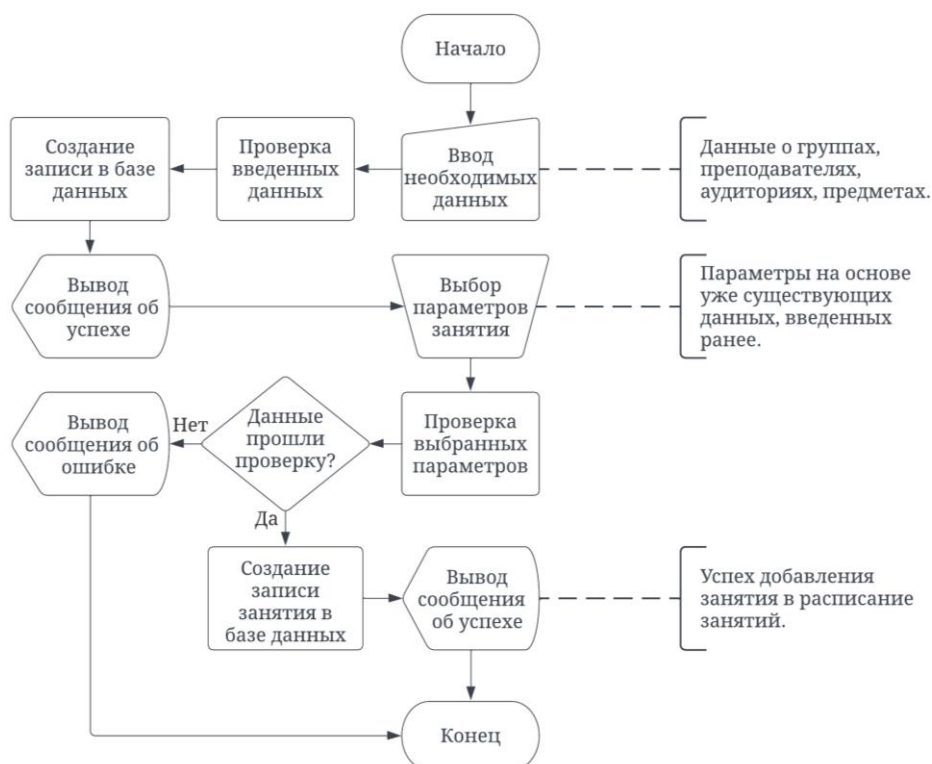 Начало
Создание
записи в базе
данных
Проверка
введенных
данных
Ввод
необходимых
данных
Данные о группах,
преподавателях,
аудиториях, предметах.
Вывод
сообщения об
успехе
Выбор
параметров
занятия
Параметры на основе
уже существующих
данных, введенных
ранее.
Вывод
сообщения об
ошибке
Нет
Данные
прошли
проверку?
Проверка
выбранных
параметров
Да
Создание
записи
занятия в
базе данных
Вывод
сообщения
об успехе
Успех добавления
занятия в расписание
занятий.
Конец